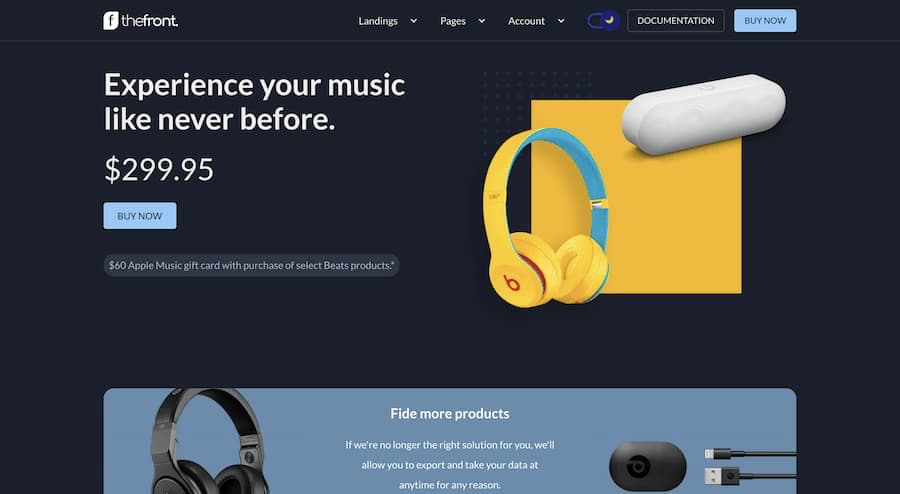 thefront.
Landings
Pages
Account
DOCUMENTATION
BUY NOW
Experience your music
like never before.
$299.95
BUY NOW
$60 Apple Music gift card with purchase of select Beats products.*
Fide more products
If we're no longer the right solution for you, we'll
allow you to export and take your data at
anytime for any reason.